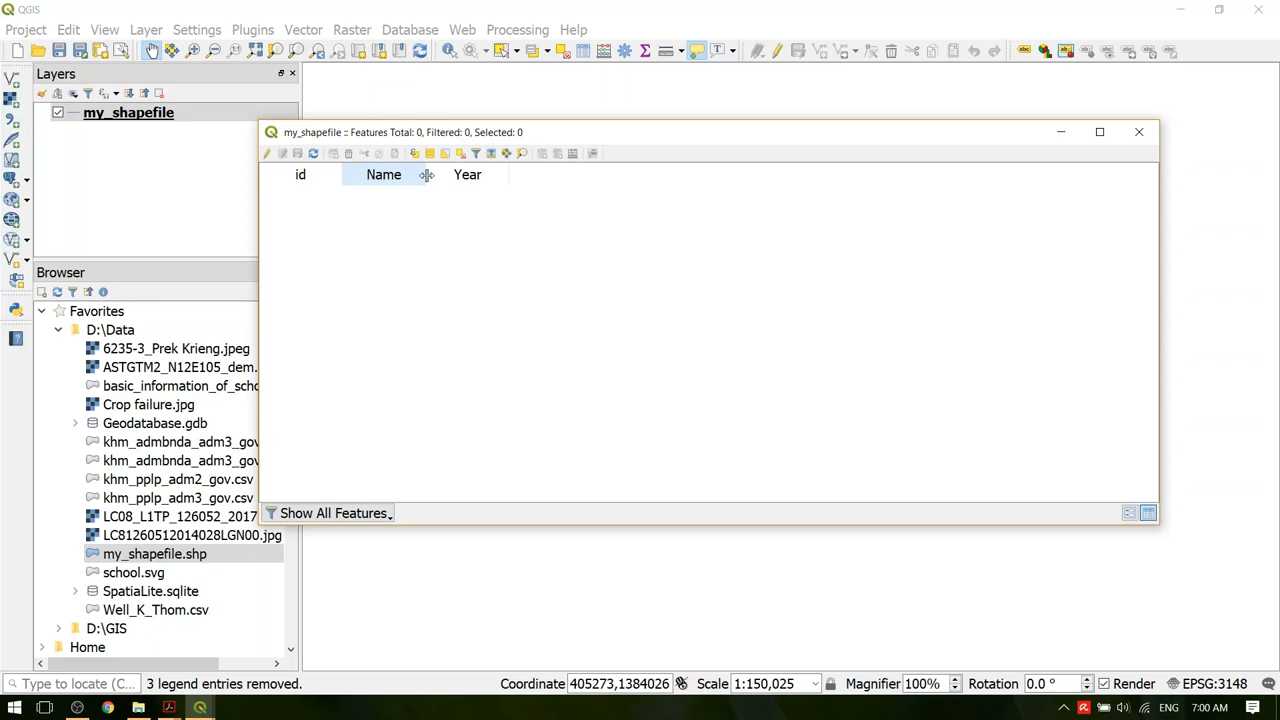 QGIS
Project Edit View Layer Settings Plugins Vector Raster Database Web Processing Help
Layers
my_shapefile
my_shapefile :: Features Total: 0, Filtered: 0, Selected: 0
id Name Year
Browser
Favorites
D:\Data
6235-3_Prek Krieng.jpeg
ASTGTM2_N12E105_dem.
basic_information_of_scho
Crop failure.jpg
Geodatabase.gdb
khm_admbnda_adm3_gov
khm_admbnda_adm3_gov
khm_pplp_adm2_gov.csv
khm_pplp_adm3_gov.csv
LC08_L1TP_126052_2017
LC81260512014028LGN00.jpg
my_shapefile.shp
school.svg
SpatiaLite.sqlite
Well_K_Thom.csv
D:\GIS
Home
Show All Features
Type to locate (C... 3 legend entries removed. Coordinate 405273,1384026 Scale 1:150,025 Magnifier 100% Rotation 0.0 ° Render EPSG:3148
ENG 7:00 AM